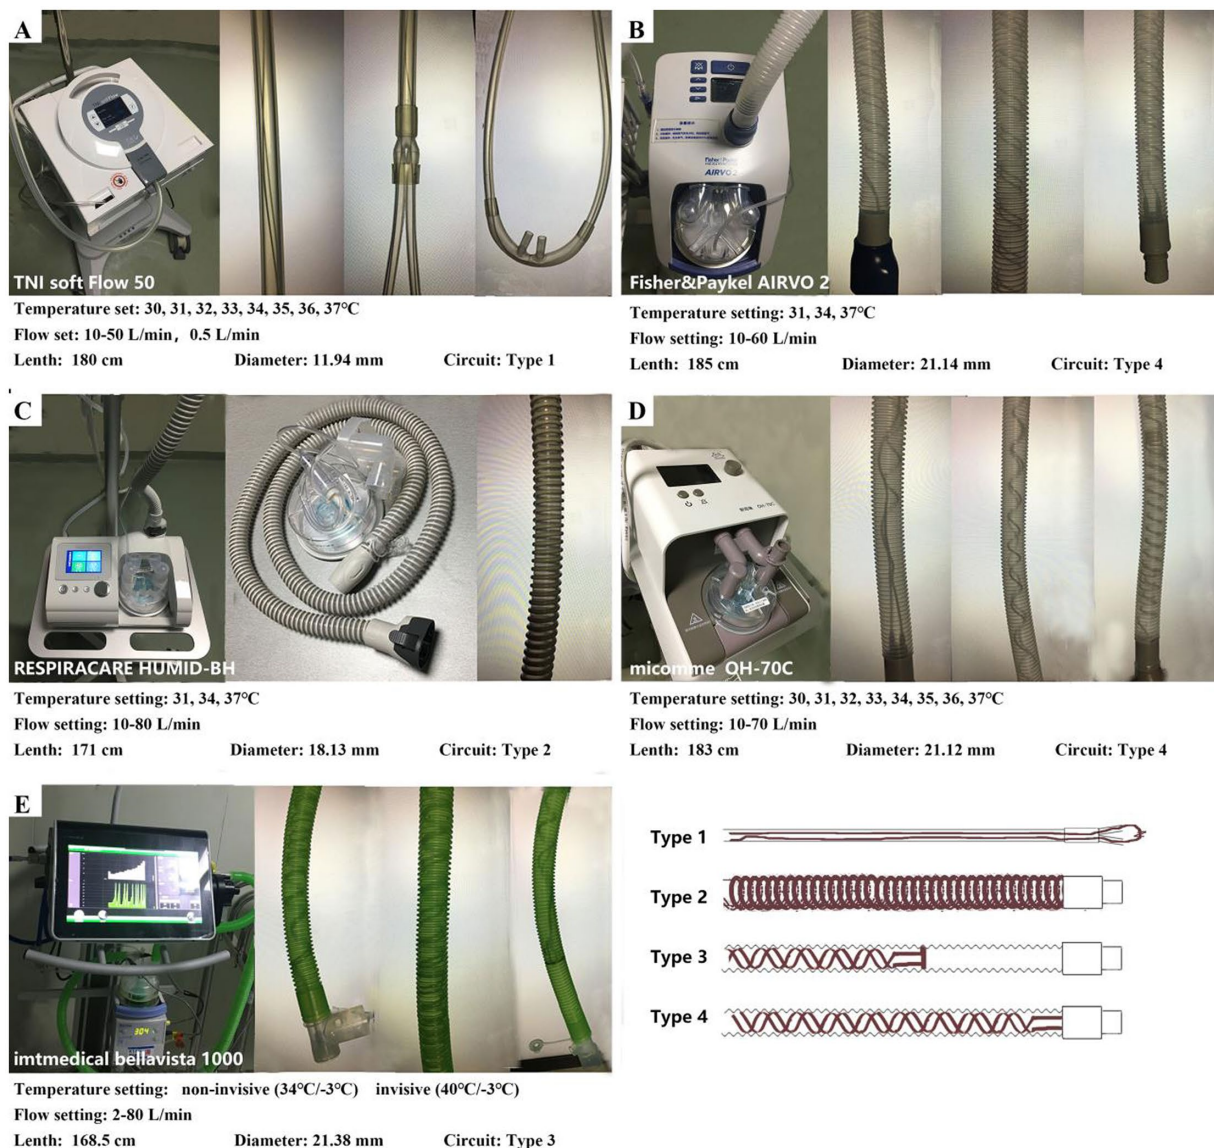 A
TNI soft Flow 50
Temperature set: 30, 31, 32, 33, 34, 35, 36, 37℃
Flow set: 10-50 L/min，0.5 L/min
Lenth: 180 cm Diameter: 11.94 mm Circuit: Type 1
B
Fisher & Paykel
AIRVO 2
Fisher&Paykel AIRVO 2
Temperature setting: 31, 34, 37℃
Flow setting: 10-60 L/min
Lenth: 185 cm Diameter: 21.14 mm Circuit: Type 4
C
RESPIRACARE HUMID-BH
Temperature setting: 31, 34, 37℃
Flow setting: 10-80 L/min
Lenth: 171 cm Diameter: 18.13 mm Circuit: Type 2
D
OH-70C
micomme OH-70C
Temperature setting: 30, 31, 32, 33, 34, 35, 36, 37℃
Flow setting: 10-70 L/min
Lenth: 183 cm Diameter: 21.12 mm Circuit: Type 4
E
304
imtmedical bellavista 1000
Temperature setting: non-invisive (34℃/-3℃) invisive (40℃/-3℃)
Flow setting: 2-80 L/min
Lenth: 168.5 cm Diameter: 21.38 mm Circuit: Type 3
Type 1
Type 2
Type 3
Type 4